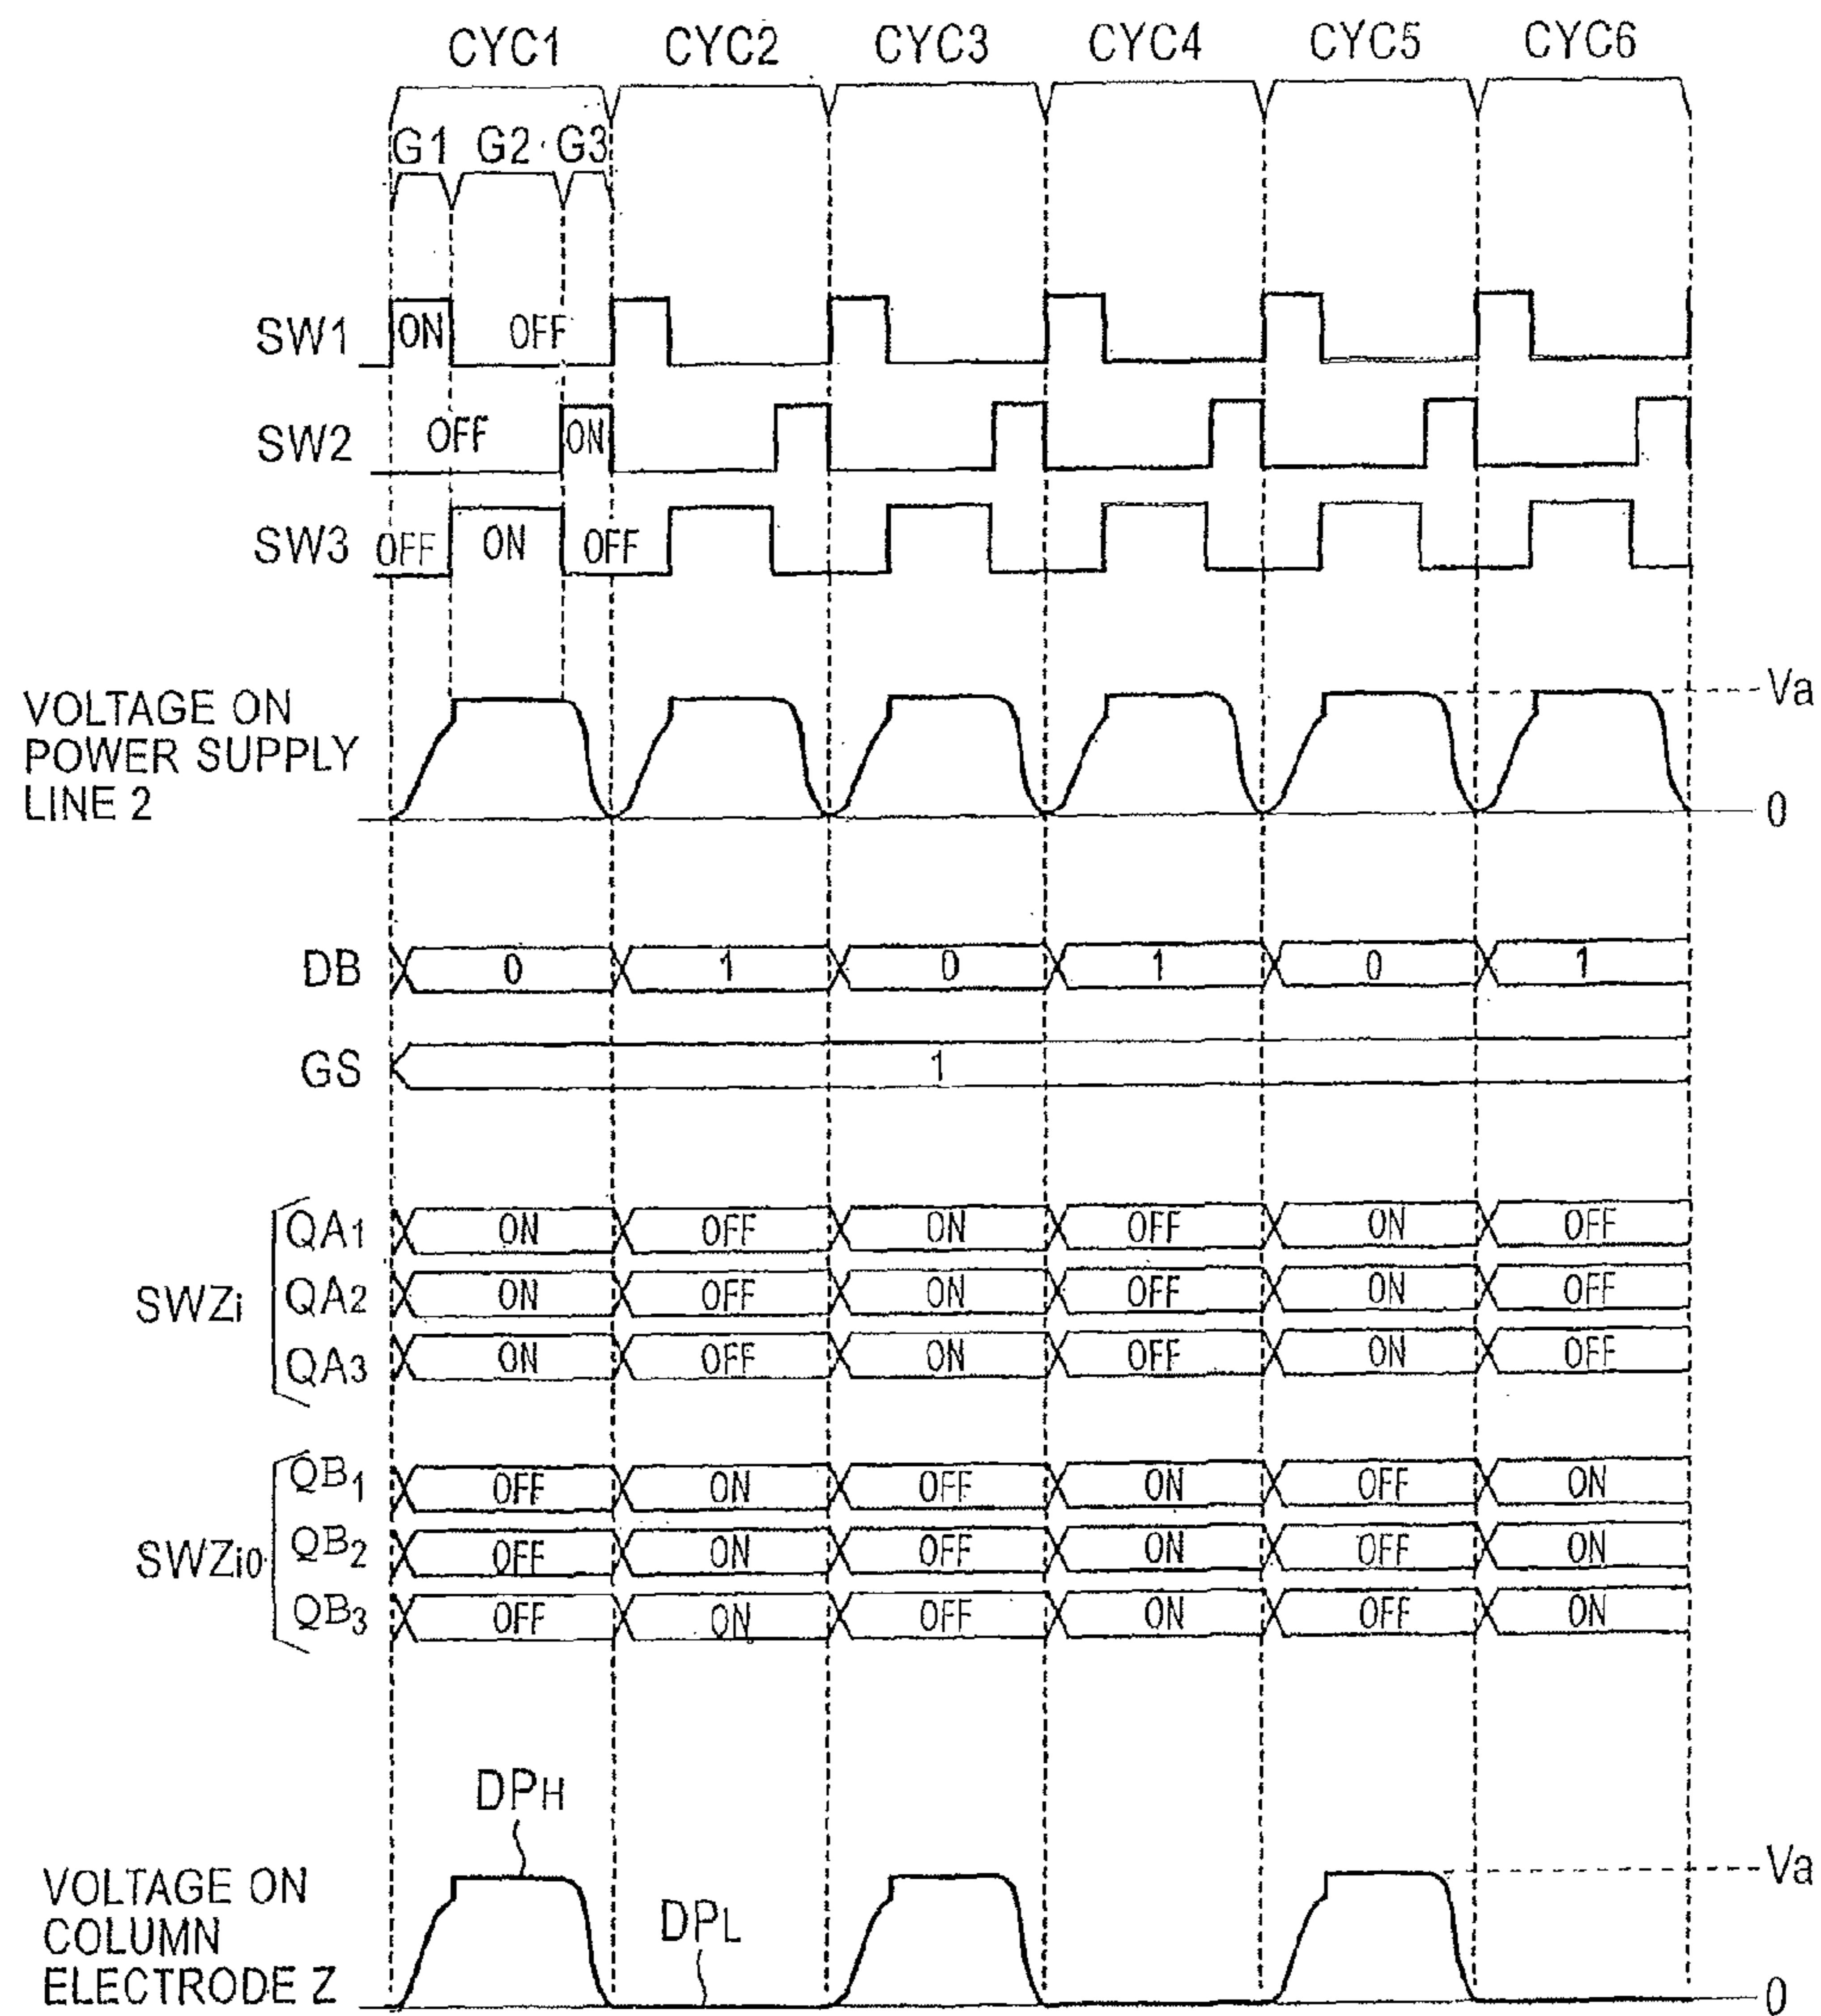 CYC1 CYC2 CYC3 CYC4 CYC5 CYC6
G1 G2 G3
SW1 ON OFF
SW2 OFF ON
SW3 OFF ON OFF
VOLTAGE ON
POWER SUPPLY
LINE 2
Va
0
DB 0 1 0 1 0 1
GS 1
SWZi
QA1 ON OFF ON OFF ON OFF
QA2 ON OFF ON OFF ON OFF
QA3 ON OFF ON OFF ON OFF
SWZi0
QB1 OFF ON OFF ON OFF ON
QB2 OFF ON OFF ON OFF ON
QB3 OFF ON OFF ON OFF ON
DPH
DPL
VOLTAGE ON
COLUMN
ELECTRODE Z
Va
0